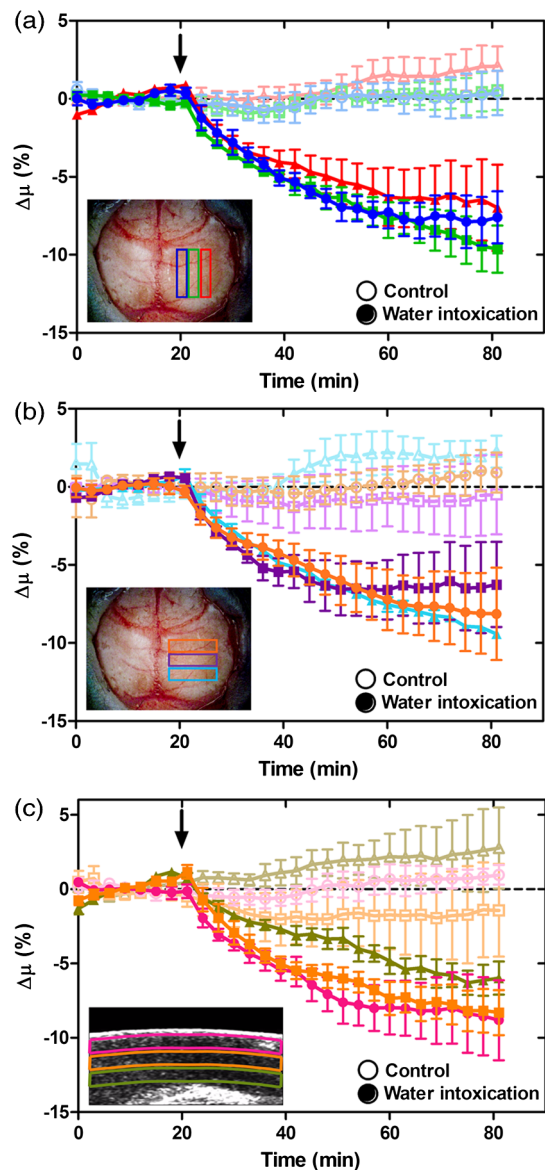 (a)
5
0
-5
-10
-15
Δμ (%)
Control
Water intoxication
0 20 40 60 80
Time (min)
(b)
5
0
-5
-10
-15
Δμ (%)
Control
Water intoxication
0 20 40 60 80
Time (min)
(c)
5
0
-5
-10
-15
Δμ (%)
Control
Water intoxication
0 20 40 60 80
Time (min)